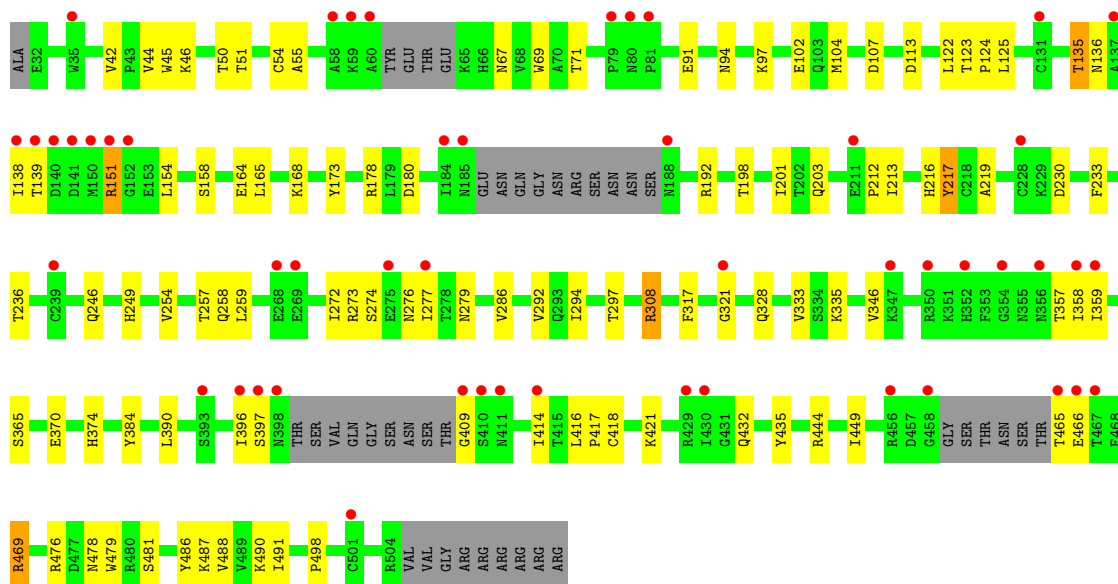 ALA E32 W35 V42 P43 V44 W45 K46 T50 T51 C54 A55 A58 K59 A60 TYR GLU THR GLU K65 H66 N67 V68 W69 A70 T71 P79 N80 P81 E91 N94 K97 E102 Q103 M104 D107 D113 L122 T123 P124 L125 C131 T135 N136 A137
I138 T139 D140 D141 M150 R151 G152 E153 L154 S158 E164 L165 K168 Y173 R178 L179 D180 I184 N185 GLU ASN GLN GLY ASN ARG SER ASN ASN SER N188 R192 T198 I201 T202 Q203 E211 P212 I213 H216 Y217 C218 A219 C228 K229 D230 F233
T236 C239 Q246 H249 V254 T257 Q258 L259 E268 E269 I272 R273 S274 E275 N276 I277 T278 N279 V286 V292 Q293 I294 T297 R308 F317 G321 Q328 V333 S334 K335 V346 K347 R350 K351 H352 F353 G354 N355 N356 T357 I358 I359
S365 E370 H374 Y384 L390 S393 I396 S397 N398 THR SER VAL GLN GLY SER ASN SER THR G409 S410 N411 I414 T415 L416 P417 C418 K421 R429 I430 G431 Q432 Y435 R444 I449 R456 D457 G458 GLY SER THR ASN SER THR T465 E466 T467 F468
R469 R476 D477 N478 W479 R480 S481 Y486 K487 V488 V489 K490 I491 P498 C501 R504 VAL VAL GLY ARG ARG ARG ARG ARG